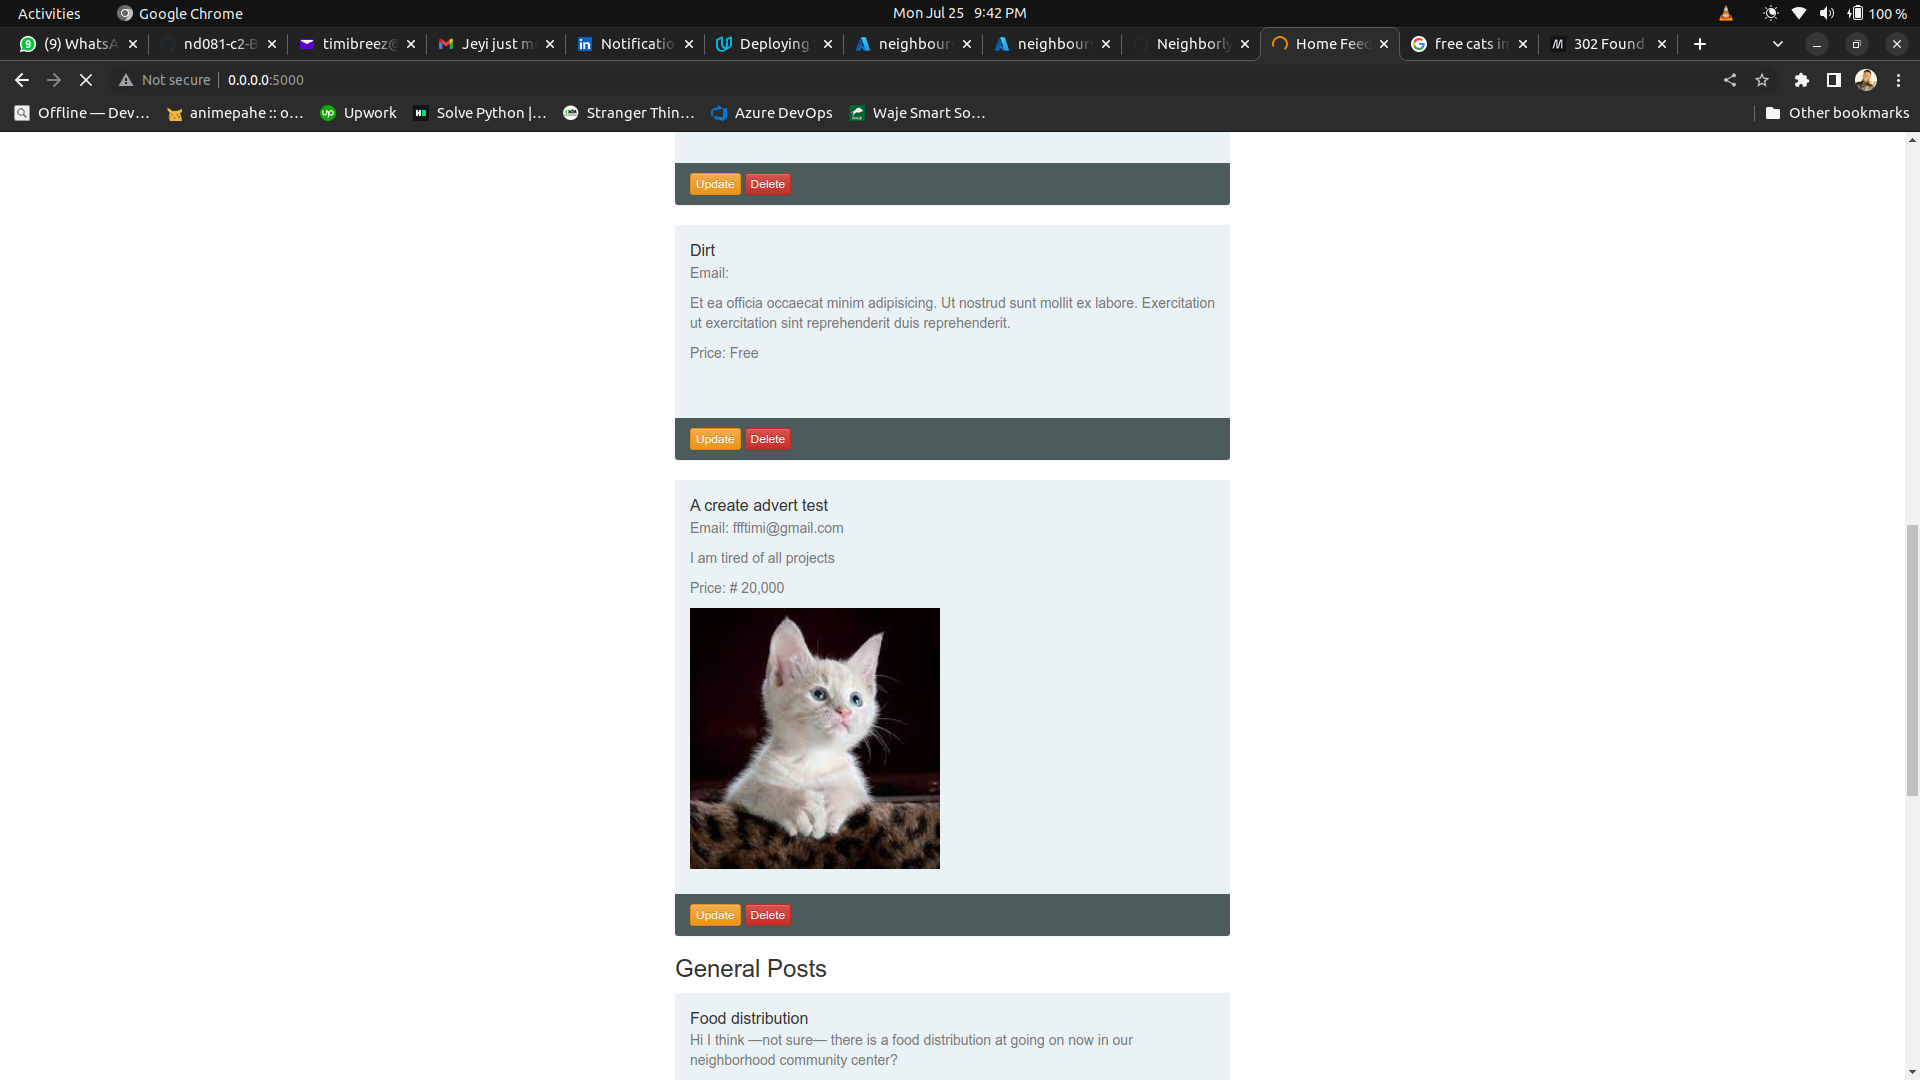 Activities
Google Chrome
Mon Jul 25 9:42 PM
100 %
(9) WhatsA
nd081-c2-B
timibreez@
Jeyi just m
Notificatio
Deploying
neighbour
neighbour
Neighborly
Home Feed
free cats in
302 Found
Not secure
0.0.0.0:5000
Offline — Dev...
animepahe :: o...
Upwork
Solve Python |...
Stranger Thin...
Azure DevOps
Waje Smart So...
Other bookmarks
Update Delete
Dirt
Email:
Et ea officia occaecat minim adipisicing. Ut nostrud sunt mollit ex labore. Exercitation
ut exercitation sint reprehenderit duis reprehenderit.
Price: Free
Update Delete
A create advert test
Email: ffftimi@gmail.com
I am tired of all projects
Price: # 20,000
Update Delete
General Posts
Food distribution
Hi I think —not sure— there is a food distribution at going on now in our
neighborhood community center?